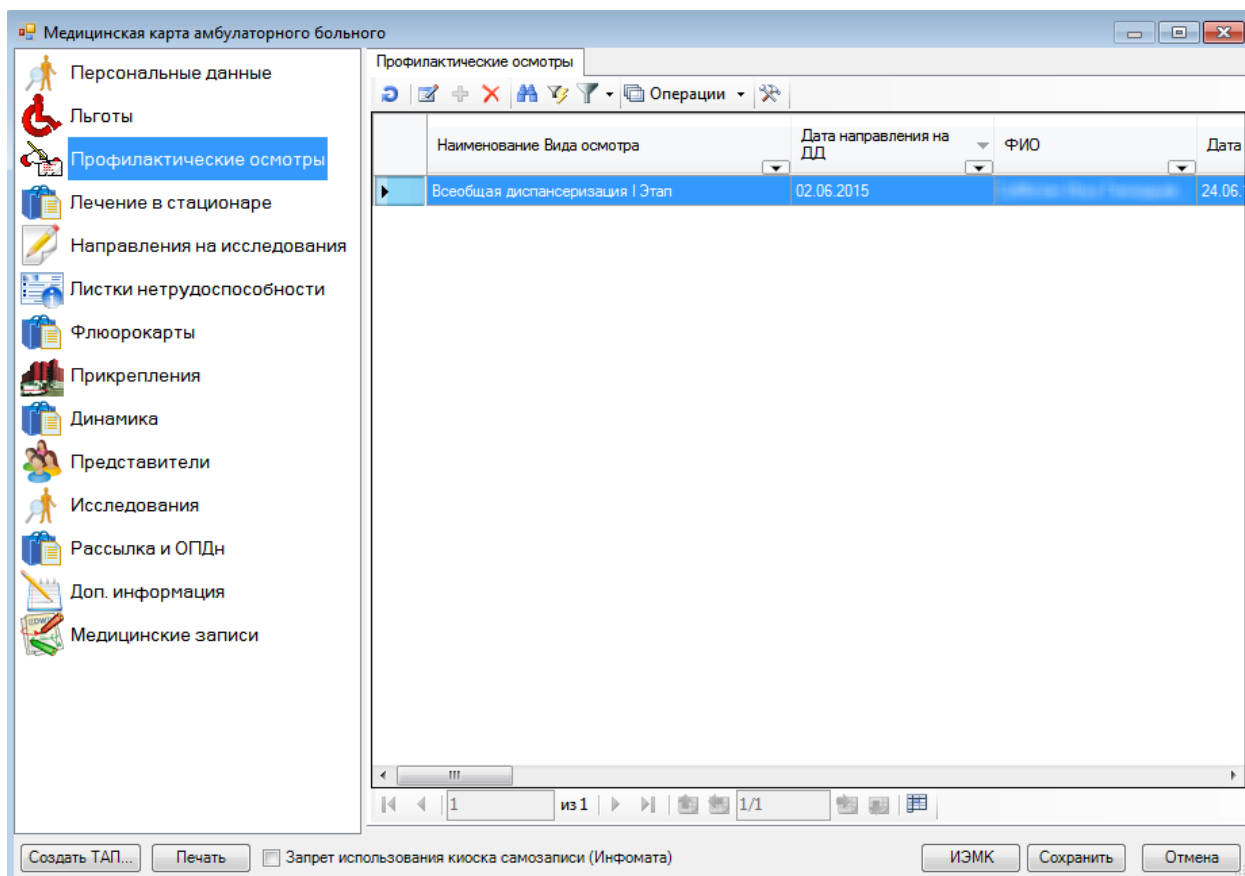 Медицинская карта амбулаторного больного
Персональные данные
Льготы
Профилактические осмотры
Лечение в стационаре
Направления на исследования
Листки нетрудоспособности
Флюорокарты
Прикрепления
Динамика
Представители
Исследования
Рассылка и ОПДн
Доп. информация
Медицинские записи
Профилактические осмотры
Операции
Наименование Вида осмотра
Дата направления на
ДД
ФИО
Дата
Всеобщая диспансеризация I Этап 02.06.2015 24.06.
1 из 1 1/1
Создать ТАП... Печать Запрет использования киоска самозаписи (Инфомата) ИЭМК Сохранить Отмена